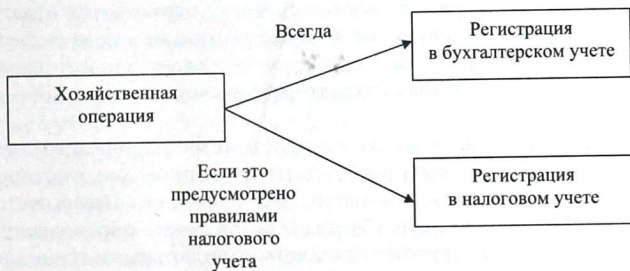 Всегда
Регистрация
в бухгалтерском учете
Хозяйственная
операция
Если это
предусмотрено
правилами
налогового
учета
Регистрация
в налоговом учете